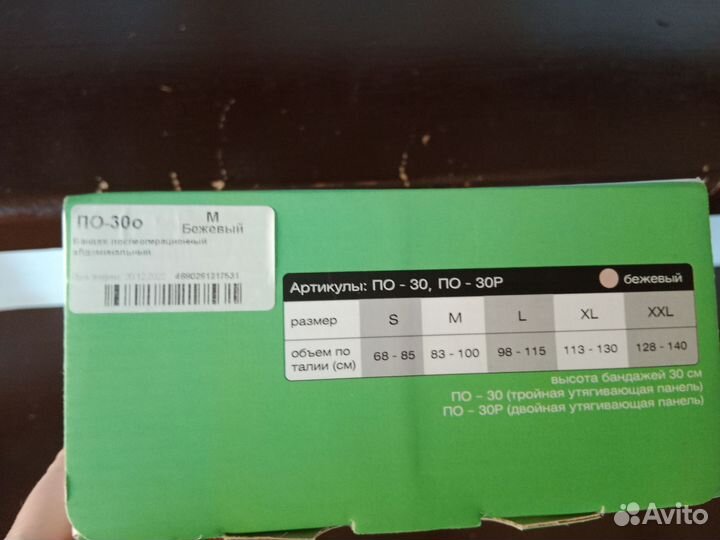 ПО-30о
М
Бежевый
Бандаж послеоперационный
абдоминальный
4690261217531
Артикулы: ПО - 30, ПО - 30Р бежевый
размер S M L XL XXL
объем по талии (см) 68 - 85 83 - 100 98 - 115 113 - 130 128 - 140
высота бандажей 30 см
ПО - 30 (тройная утягивающая панель)
ПО - 30Р (двойная утягивающая панель)
Avito